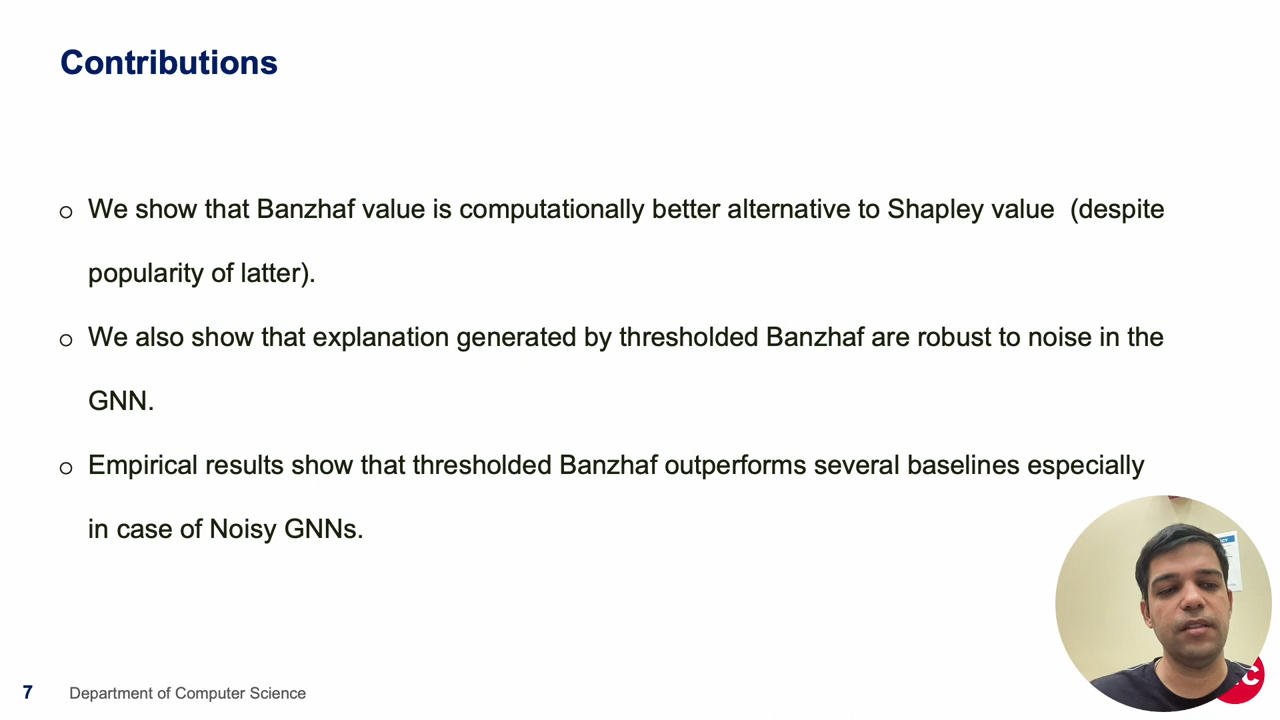 Contributions
o We show that Banzhaf value is computationally better alternative to Shapley value (despite
popularity of latter).
o We also show that explanation generated by thresholded Banzhaf are robust to noise in the
GNN.
o Empirical results show that thresholded Banzhaf outperforms several baselines especially
in case of Noisy GNNs.
7 Department of Computer Science